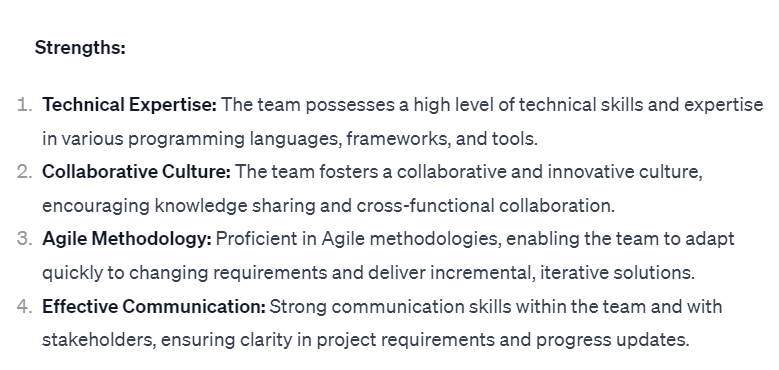 Strengths:
1. Technical Expertise: The team possesses a high level of technical skills and expertise
in various programming languages, frameworks, and tools.
2. Collaborative Culture: The team fosters a collaborative and innovative culture,
encouraging knowledge sharing and cross-functional collaboration.
3. Agile Methodology: Proficient in Agile methodologies, enabling the team to adapt
quickly to changing requirements and deliver incremental, iterative solutions.
4. Effective Communication: Strong communication skills within the team and with
stakeholders, ensuring clarity in project requirements and progress updates.